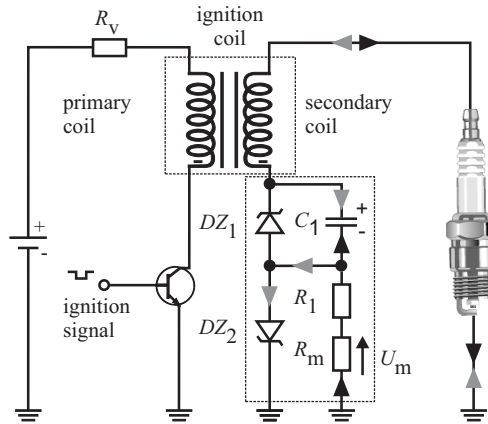 ignition
coil
R_v
primary
coil
secondary
coil
+
-
DZ_1
C_1
+
-
ignition
signal
DZ_2
R_1
R_m
U_m